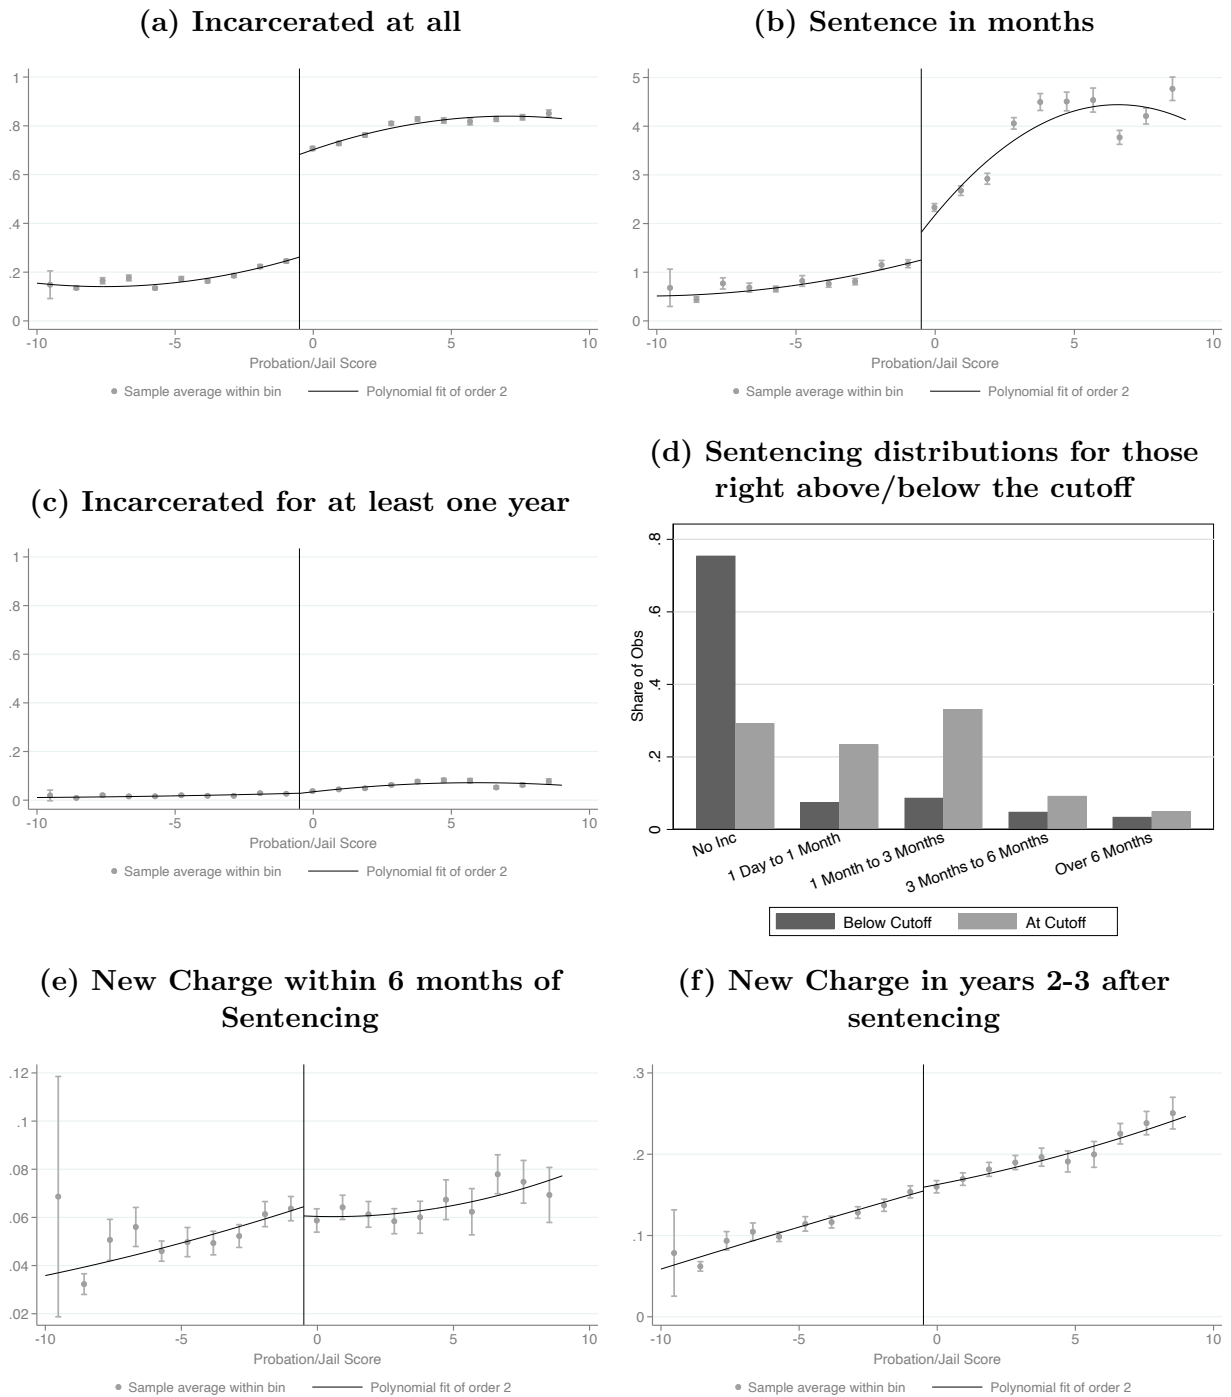 (a) Incarcerated at all
1
.8
.6
.4
.2
0
-10 -5 0 5 10
Probation/Jail Score
Sample average within bin Polynomial fit of order 2
(b) Sentence in months
5
4
3
2
1
0
-10 -5 0 5 10
Probation/Jail Score
Sample average within bin Polynomial fit of order 2
(c) Incarcerated for at least one year
1
.8
.6
.4
.2
0
-10 -5 0 5 10
Probation/Jail Score
Sample average within bin Polynomial fit of order 2
(d) Sentencing distributions for those
right above/below the cutoff
Share of Obs
.8
.6
.4
.2
0
No Inc
1 Day to 1 Month
1 Month to 3 Months
3 Months to 6 Months
Over 6 Months
Below Cutoff At Cutoff
(e) New Charge within 6 months of
Sentencing
.12
.1
.08
.06
.04
.02
-10 -5 0 5 10
Probation/Jail Score
Sample average within bin Polynomial fit of order 2
(f) New Charge in years 2-3 after
sentencing
.3
.2
.1
0
-10 -5 0 5 10
Probation/Jail Score
Sample average within bin Polynomial fit of order 2